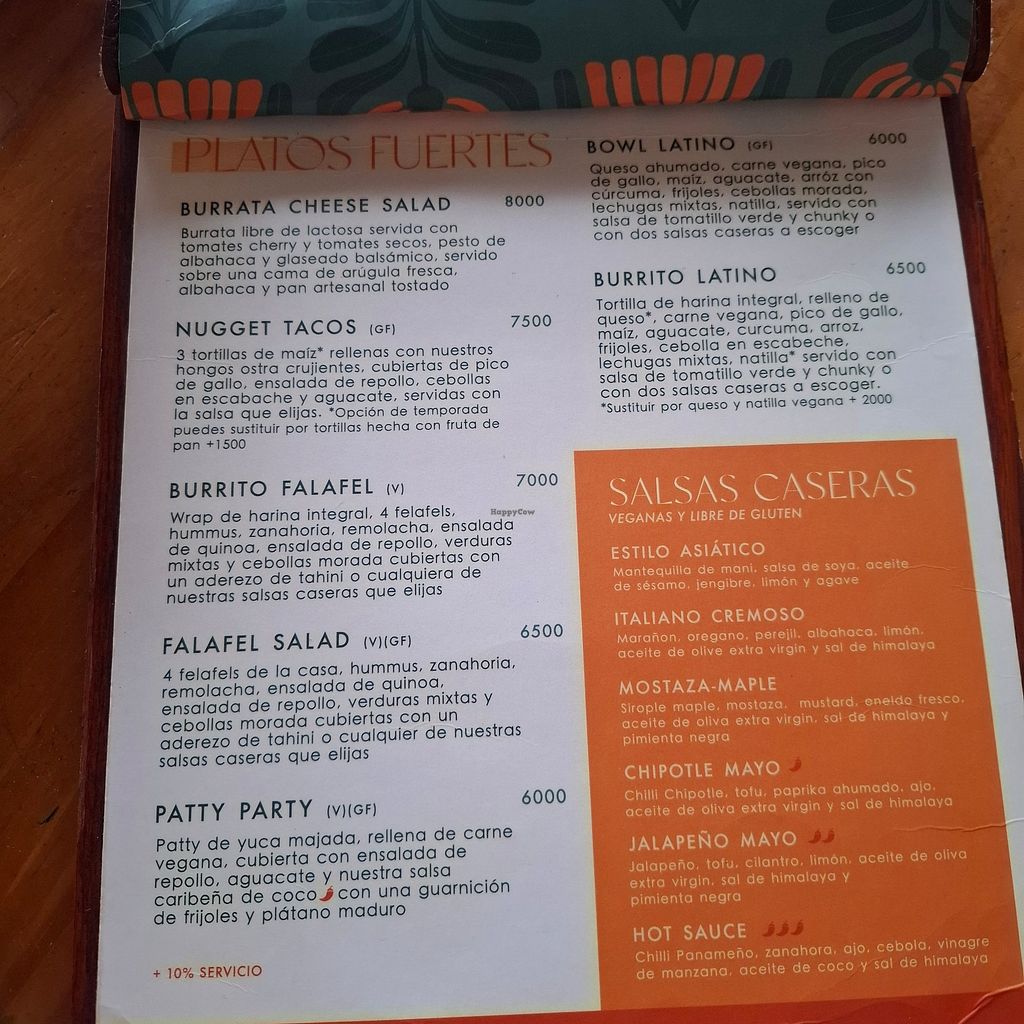 PLATOS FUERTES
BURRATA CHEESE SALAD 8000
Burrata libre de lactosa servida con
tomates cherry y tomates secos, pesto de
albahaca y glaseado balsámico, servido
sobre una cama de arúgula fresca,
albahaca y pan artesanal tostado
NUGGET TACOS (GF) 7500
3 tortillas de maíz* rellenas con nuestros
hongos ostra crujientes, cubiertas de pico
de gallo, ensalada de repollo, cebollas
en escabache y aguacate, servidas con
la salsa que elijas. *Opción de temporada
puedes sustituir por tortillas hecha con fruta de
pan +1500
BURRITO FALAFEL (V) 7000
Wrap de harina integral, 4 felafels,
hummus, zanahoria, remolacha, ensalada
de quinoa, ensalada de repollo, verduras
mixtas y cebollas morada cubiertas con
un aderezo de tahini o cualquiera de
nuestras salsas caseras que elijas
FALAFEL SALAD (V)(GF) 6500
4 felafels de la casa, hummus, zanahoria,
remolacha, ensalada de quinoa,
ensalada de repollo, verduras mixtas y
cebollas morada cubiertas con un
aderezo de tahini o cualquier de nuestras
salsas caseras que elijas
PATTY PARTY (V)(GF) 6000
Patty de yuca majada, rellena de carne
vegana, cubierta con ensalada de
repollo, aguacate y nuestra salsa
caribeña de coco con una guarnición
de frijoles y plátano maduro
+ 10% SERVICIO
BOWL LATINO (GF) 6000
Queso ahumado, carne vegana, pico
de gallo, maíz, aguacate, arróz con
cúrcuma, frijoles, cebollas morada,
lechugas mixtas, natilla, servido con
salsa de tomatillo verde y chunky o
con dos salsas caseras a escoger
BURRITO LATINO 6500
Tortilla de harina integral, relleno de
queso*, carne vegana, pico de gallo,
maíz, aguacate, curcuma, arroz,
frijoles, cebolla en escabeche,
lechugas mixtas, natilla* servido con
salsa de tomatillo verde y chunky o
con dos salsas caseras a escoger.
*Sustituir por queso y natilla vegana + 2000
HappyCow
SALSAS CASERAS
VEGANAS Y LIBRE DE GLUTEN
ESTILO ASIÁTICO
Mantequilla de mani, salsa de soya, aceite
de sésamo, jengibre, limón y agave
ITALIANO CREMOSO
Marañon, oregano, perejil, albahaca, limón,
aceite de olive extra virgin y sal de himalaya
MOSTAZA-MAPLE
Sirople maple, mostaza, mustard, eneldo fresco,
aceite de oliva extra virgin, sal de himalaya y
pimienta negra
CHIPOTLE MAYO
Chilli Chipotle, tofu, paprika ahumado, ajo,
aceite de oliva extra virgin y sal de himalaya
JALAPEÑO MAYO
Jalapeño, tofu, cilantro, limón, aceite de oliva
extra virgin, sal de himalaya y
pimienta negra
HOT SAUCE
Chilli Panameño, zanahora, ajo, cebola, vinagre
de manzana, aceite de coco y sal de himalaya